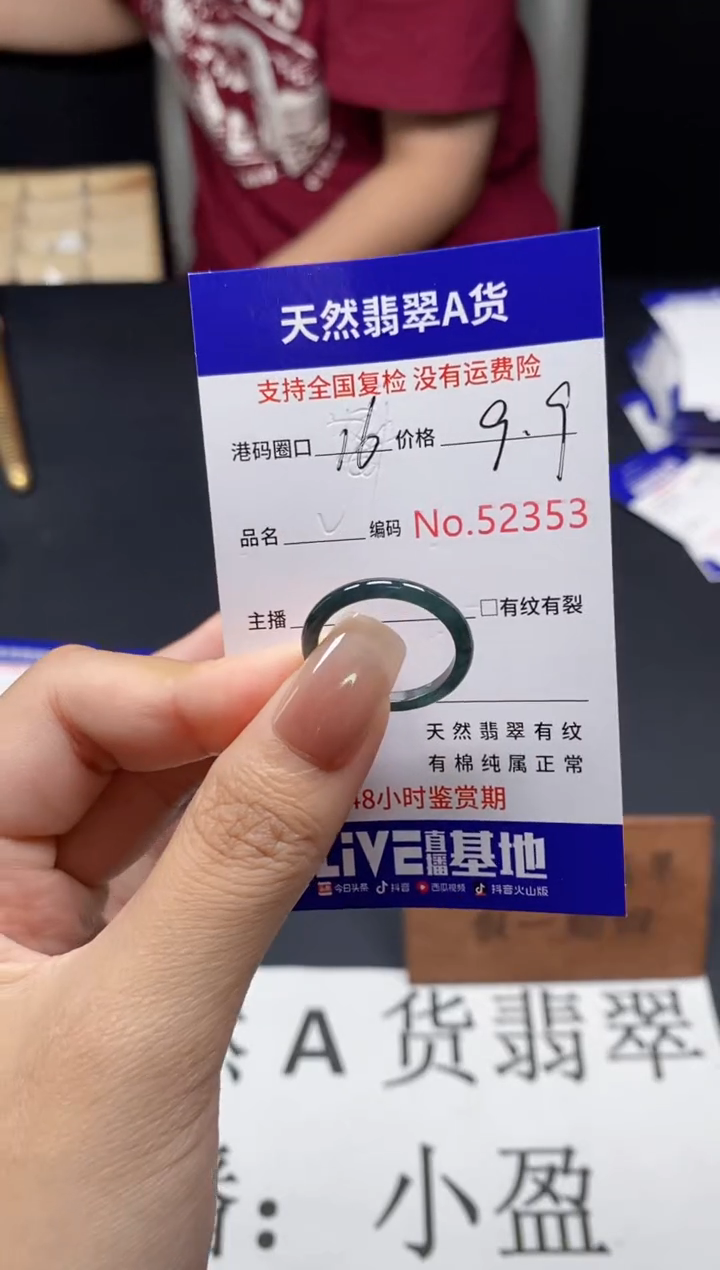 天然翡翠A货
支持全国复检 没有运费险
港码圈口 16 价格 9.9
品名 编码 No.52353
主播 □有纹有裂
天然翡翠有纹
有棉纯属正常
48小时鉴赏期
LiVE直播基地
今日头条 抖音 西瓜视频 抖音火山版
A货翡翠
播：小盈